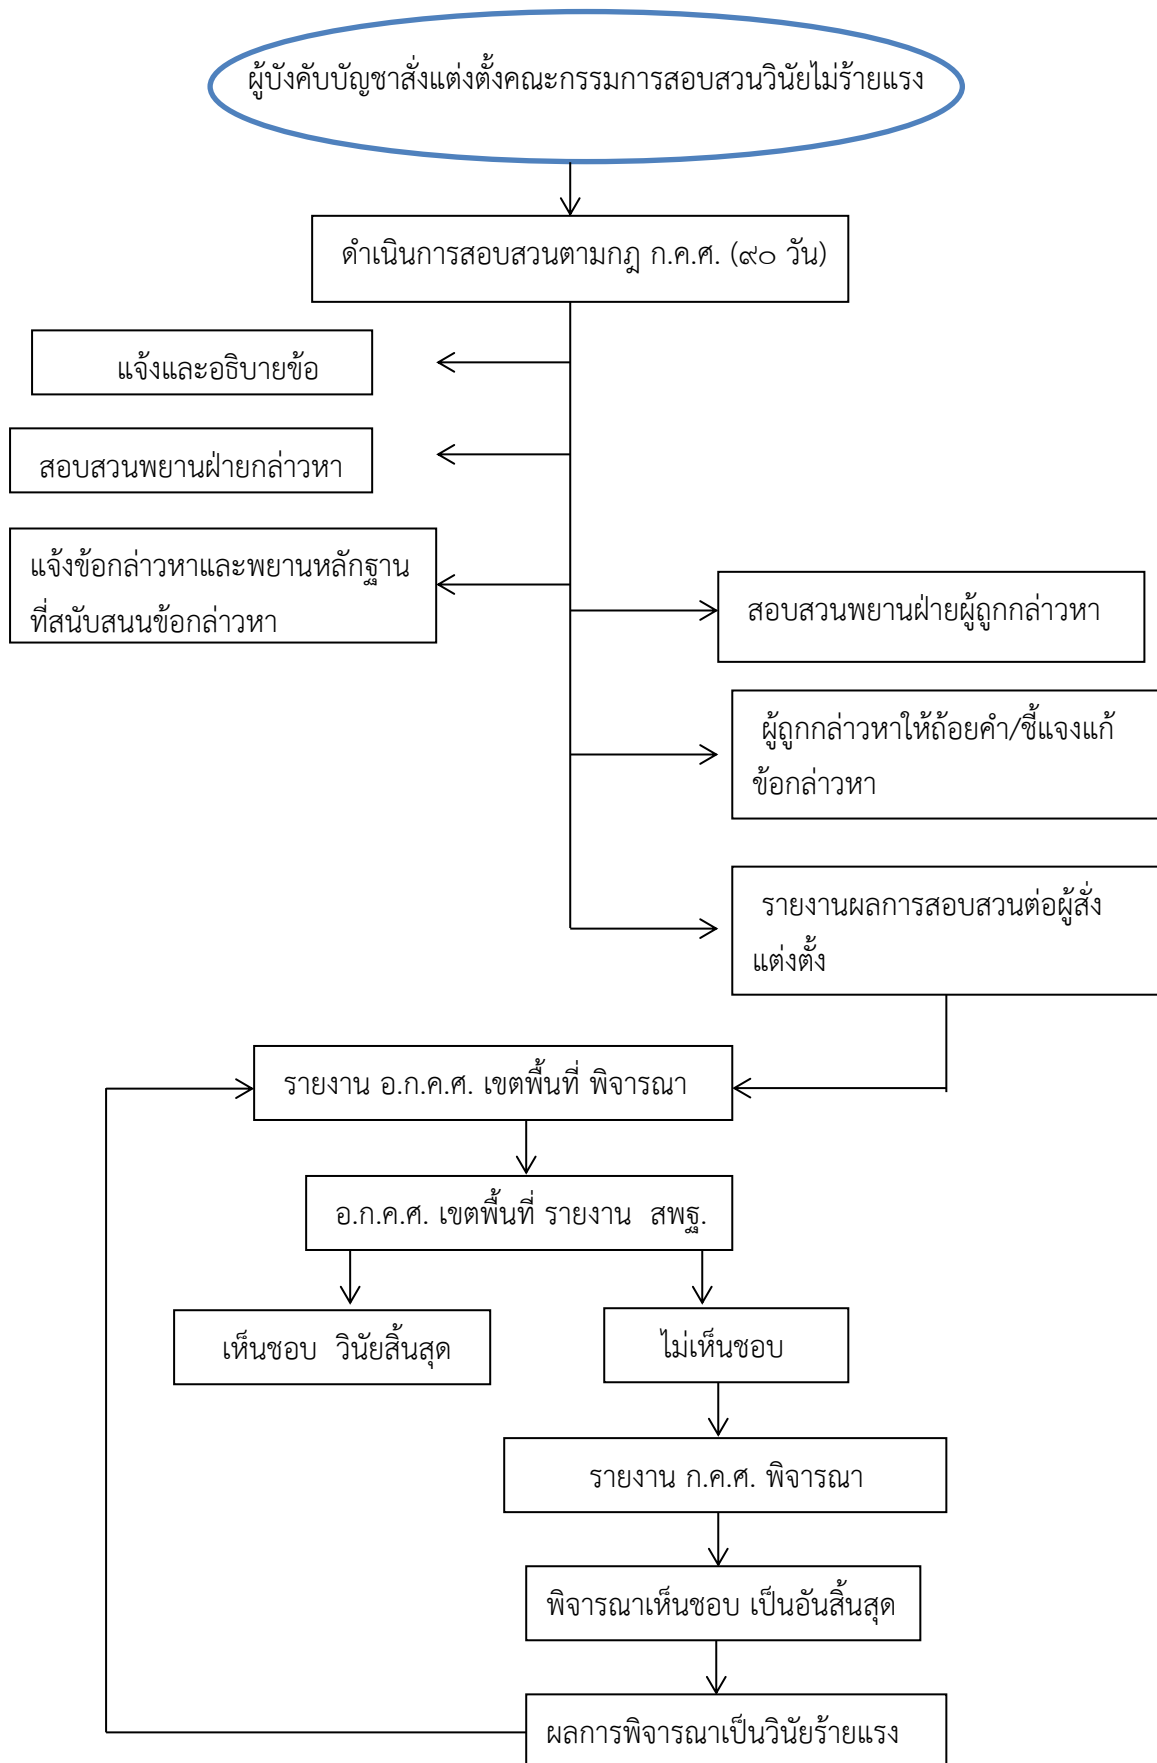 ผู้บังคับบัญชาสั่งแต่งตั้งคณะกรรมการสอบสวนวินัยไม่ร้ายแรง
ดำเนินการสอบสวนตามกฎ ก.ค.ศ. (๙๐ วัน)
แจ้งและอธิบายข้อ
สอบสวนพยานฝ่ายกล่าวหา
แจ้งข้อกล่าวหาและพยานหลักฐาน
ที่สนับสนนข้อกล่าวหา
สอบสวนพยานฝ่ายผู้ถูกกล่าวหา
ผู้ถูกกล่าวหาให้ถ้อยคำ/ชี้แจงแก้
ข้อกล่าวหา
รายงานผลการสอบสวนต่อผู้สั่ง
แต่งตั้ง
รายงาน อ.ก.ค.ศ. เขตพื้นที่ พิจารณา
อ.ก.ค.ศ. เขตพื้นที่ รายงาน สพฐ.
เห็นชอบ วินัยสิ้นสุด
ไม่เห็นชอบ
รายงาน ก.ค.ศ. พิจารณา
พิจารณาเห็นชอบ เป็นอันสิ้นสุด
ผลการพิจารณาเป็นวินัยร้ายแรง